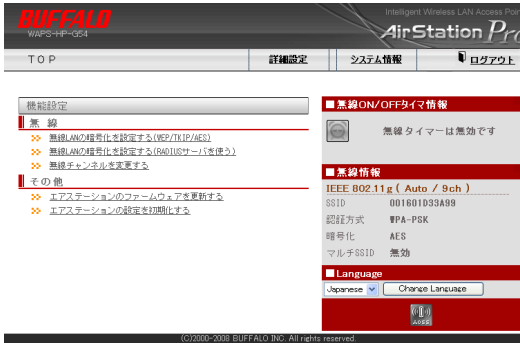 BUFFALO
WAPS-HP-G54
Intelligent Wireless LAN Access Poin
AirStation Pro
TOP
詳細設定
システム情報
ログアウト
機能設定
無線
無線LANの暗号化を設定する(WEP/TKIP/AES)
無線LANの暗号化を設定する(RADIUSサーバを使う)
無線チャンネルを変更する
その他
エアステーションのファームウェアを更新する
エアステーションの設定を初期化する
■無線ON/OFFタイマ情報
無線タイマーは無効です
■無線情報
IEEE 802.11g ( Auto / 9ch )
SSID 001601D33A99
認証方式 WPA-PSK
暗号化 AES
マルチSSID 無効
■Language
Japanese Change Language
AOSS
(C)2000-2008 BUFFALO INC. All rights reserved.